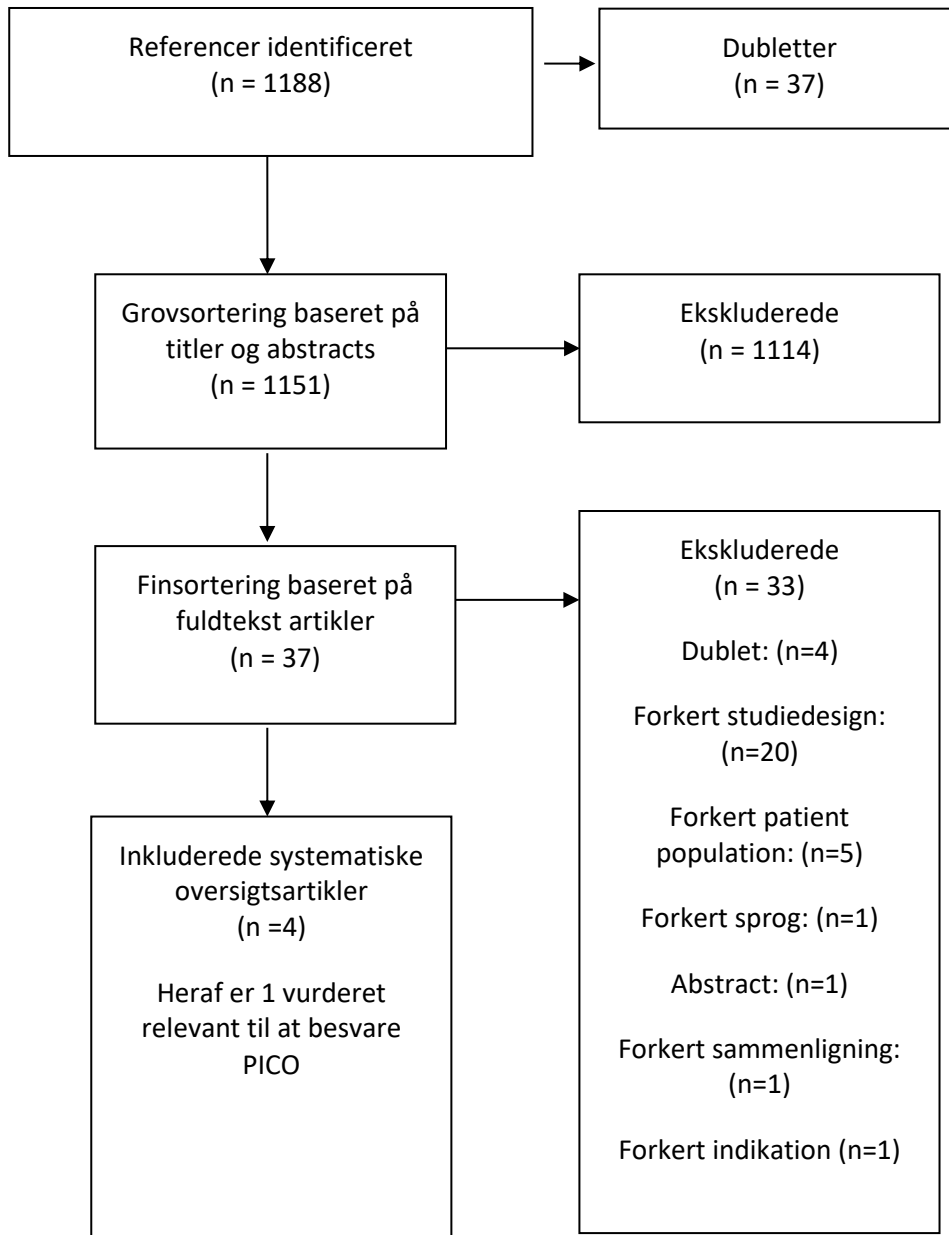 Referencer identificeret
(n = 1188)
Dubletter
(n = 37)
Grovsortering baseret på
titler og abstracts
(n = 1151)
Ekskluderede
(n = 1114)
Finsortering baseret på
fuldtekst artikler
(n = 37)
Ekskluderede
(n = 33)
Dublet: (n=4)
Forkert studiedesign:
(n=20)
Forkert patient
population: (n=5)
Forkert sprog: (n=1)
Abstract: (n=1)
Forkert sammenligning:
(n=1)
Forkert indikation (n=1)
Inkluderede systematiske
oversigtsartikler
(n =4)
Heraf er 1 vurderet
relevant til at besvare
PICO